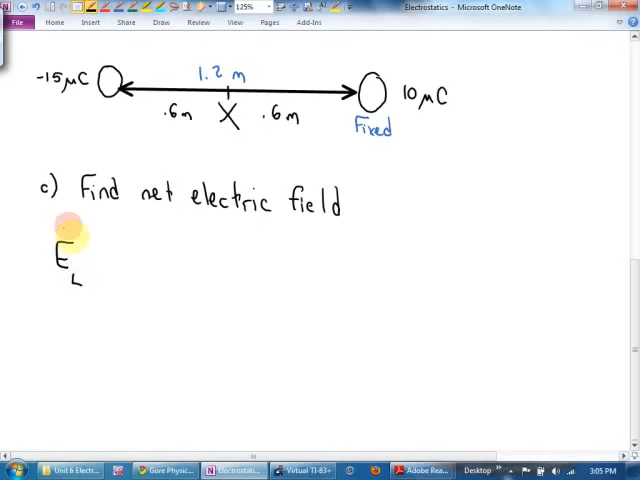 Electrostatics - Microsoft OneNote
File Home Insert Share Draw Review View Add-Ins
125%
1.2 m
-15μC
10μC
.6m X .6m
Fixed
c) Find net electric field
E
L
Unit 6 Electr... Gore Physic... Electrostati... Virtual TI-83+ Adobe Rea... Desktop » 3:05 PM